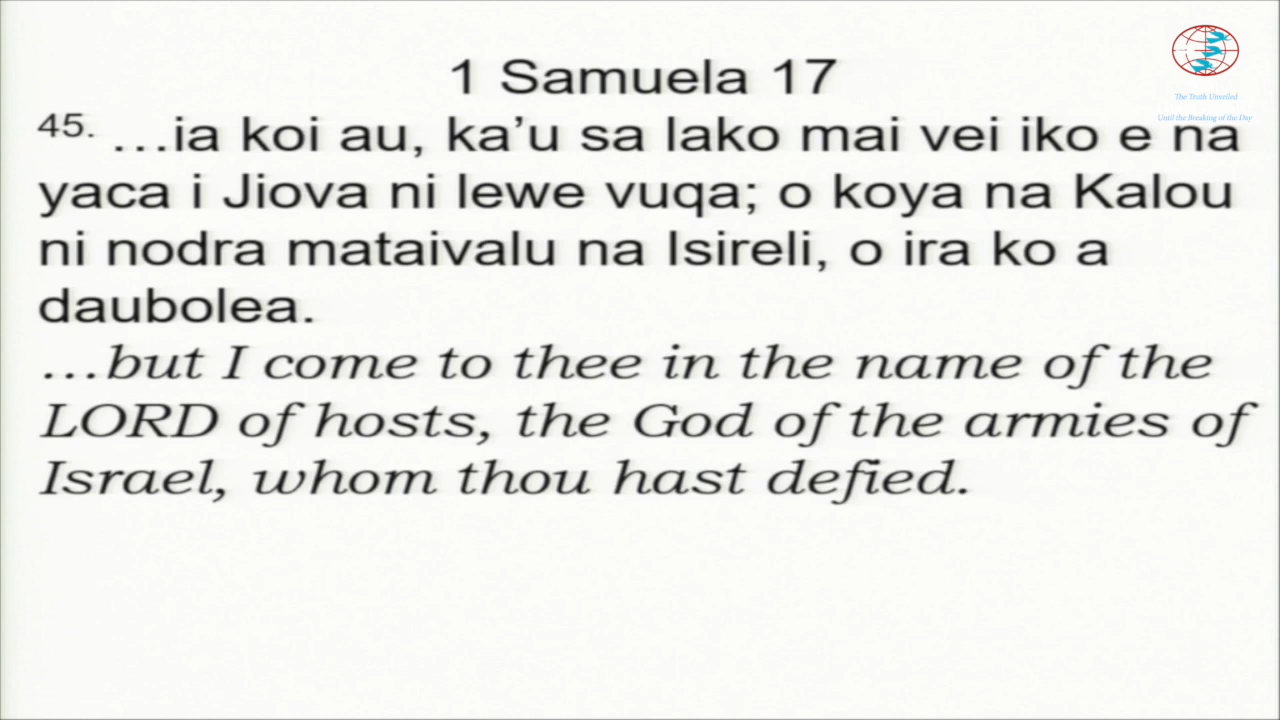 1 Samuela 17
The Truth Unveiled
Until the Breaking of the Day
45. …ia koi au, ka’u sa lako mai vei iko e na
yaca i Jiova ni lewe vuqa; o koya na Kalou
ni nodra mataivalu na Isireli, o ira ko a
daubolea.
…but I come to thee in the name of the
LORD of hosts, the God of the armies of
Israel, whom thou hast defied.